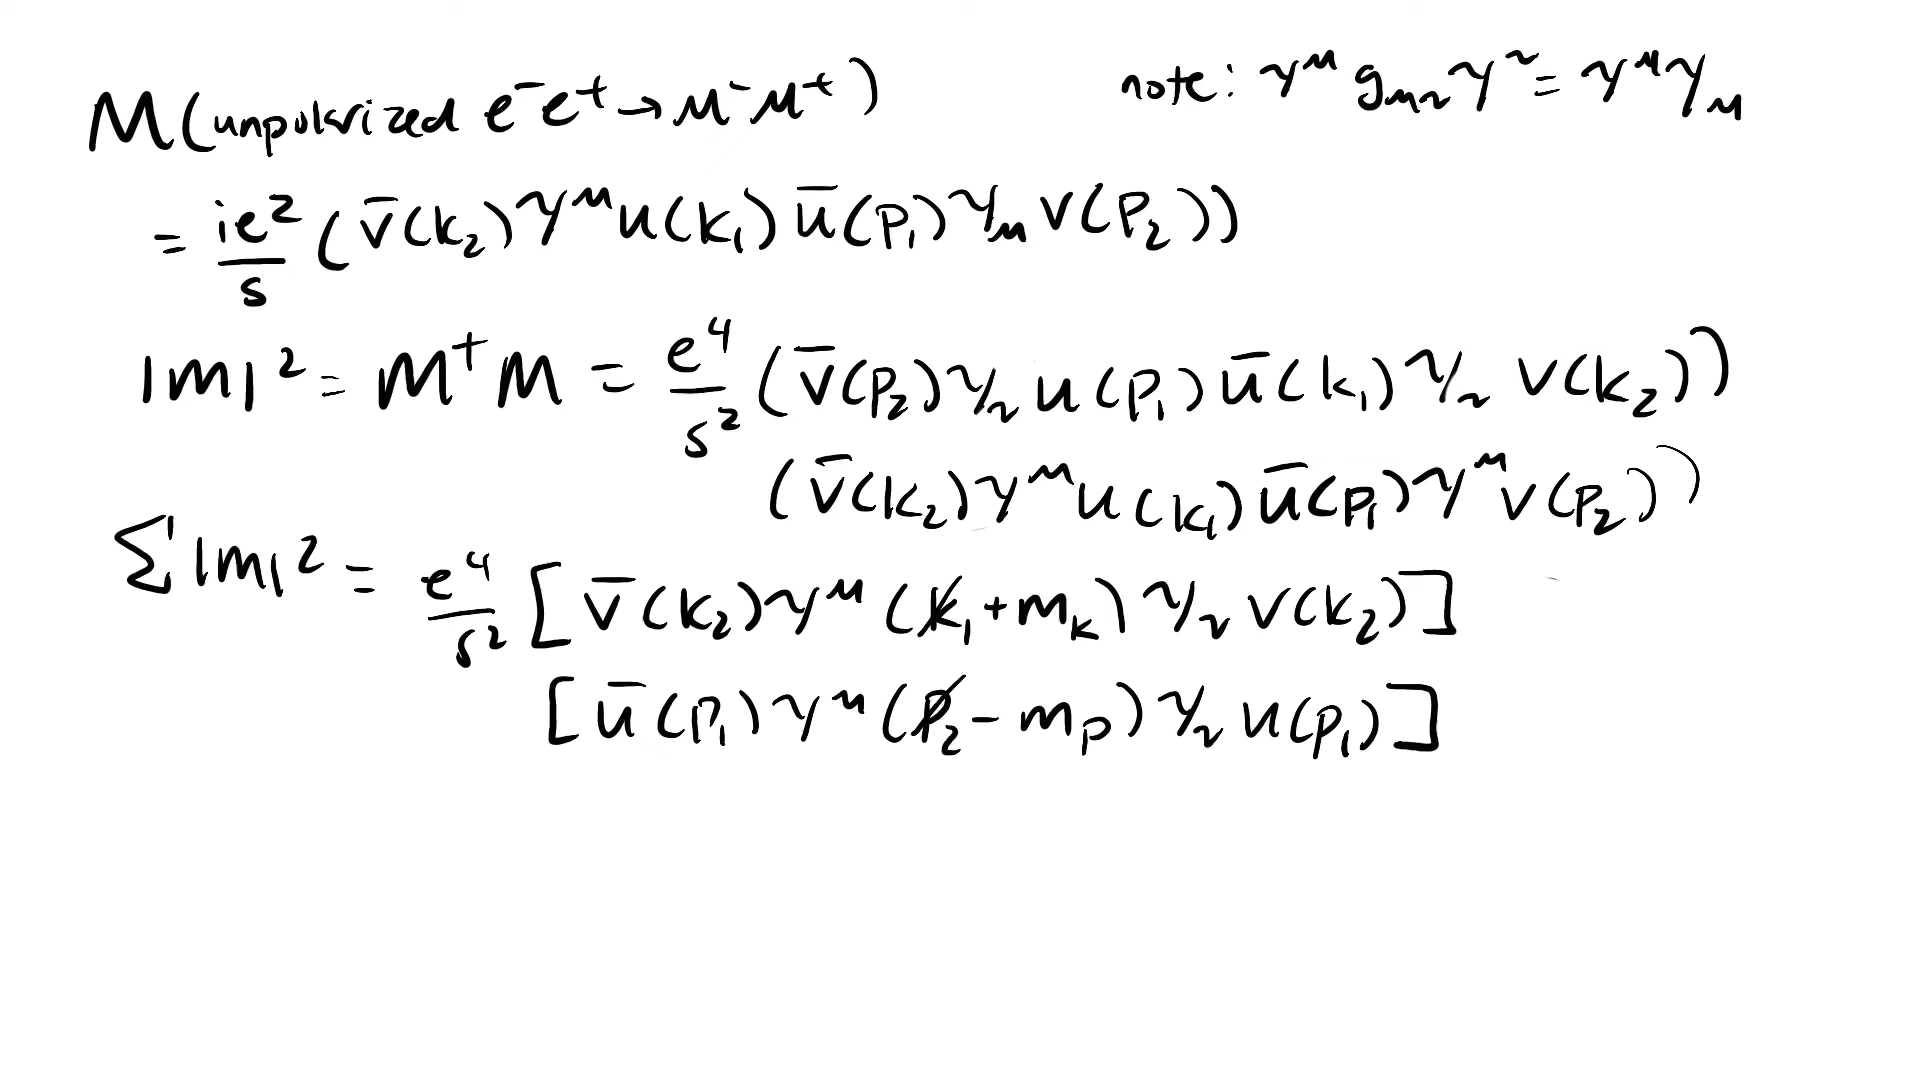 M(unpolarized e⁻e⁺→μ⁻μ⁺) note: γ^μ g_μν γ^ν = γ^μ γ_μ
= ie²/s (v̄(k₂)γ^μ u(k₁) ū(p₁)γ_μ v(p₂))
|M|² = M†M = e⁴/s² (v̄(p₂)γ_ν u(p₁) ū(k₁)γ_ν v(k₂))
(v̄(k₂)γ^μ u(k₁) ū(p₁)γ^μ v(p₂))
Σ|M|² = e⁴/s² [v̄(k₂)γ^μ (k̸₁+m_k) γ_ν v(k₂)]
[ū(p₁)γ^μ (p̸₂-m_p) γ_ν u(p₁)]